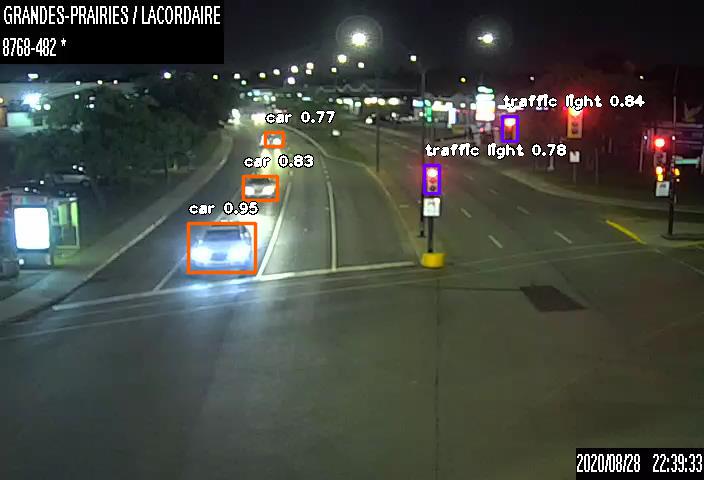 GRANDES-PRAIRIES / LACORDAIRE
8768-482 *
traffic light 0.84
car 0.77
traffic light 0.78
car 0.83
car 0.95
2020/08/28 22:39:33